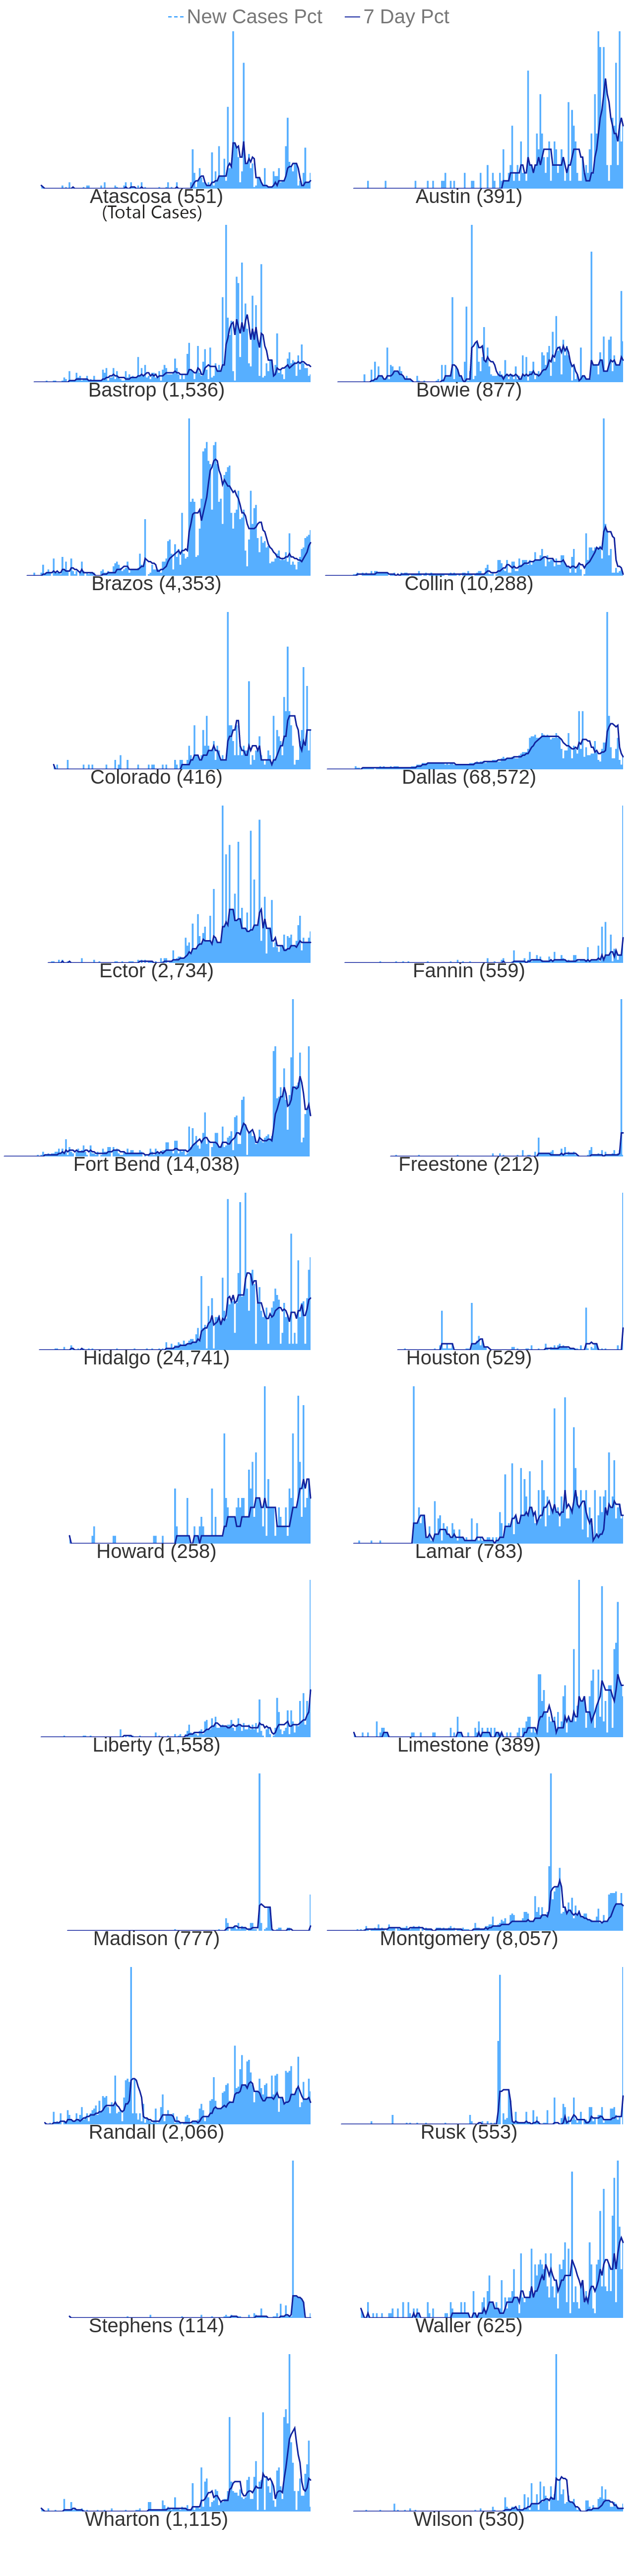 New Cases Pct 7 Day Pct
Atascosa (551) Austin (391)
(Total Cases)
Bastrop (1,536) Bowie (877)
Brazos (4,353) Collin (10,288)
Colorado (416) Dallas (68,572)
Ector (2,734) Fannin (559)
Fort Bend (14,038) Freestone (212)
Hidalgo (24,741) Houston (529)
Howard (258) Lamar (783)
Liberty (1,558) Limestone (389)
Madison (777) Montgomery (8,057)
Randall (2,066) Rusk (553)
Stephens (114) Waller (625)
Wharton (1,115) Wilson (530)